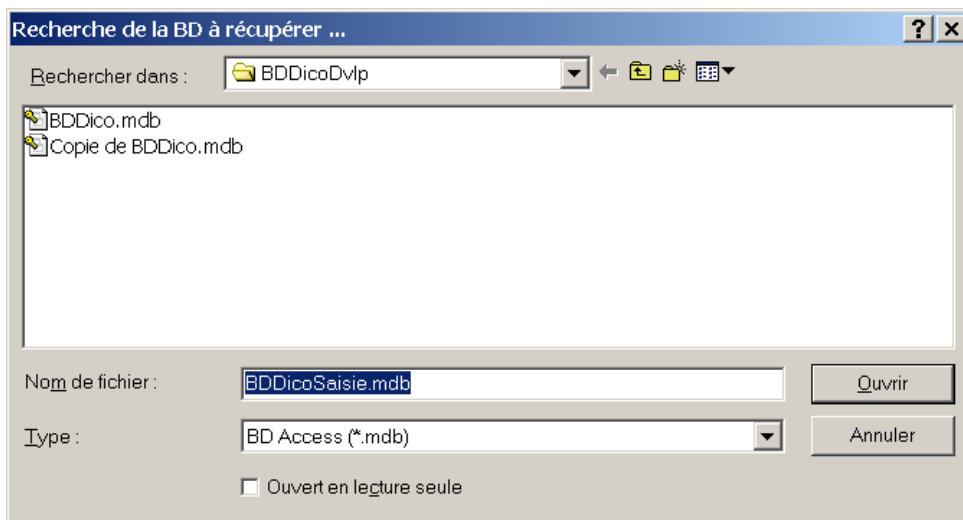 Recherche de la BD à récupérer ...
Rechercher dans :
BDDicoDvlp
BDDico.mdb
Copie de BDDico.mdb
Nom de fichier :
BDDicoSaisie.mdb
Ouvrir
Type :
BD Access (*.mdb)
Annuler
Ouvert en lecture seule